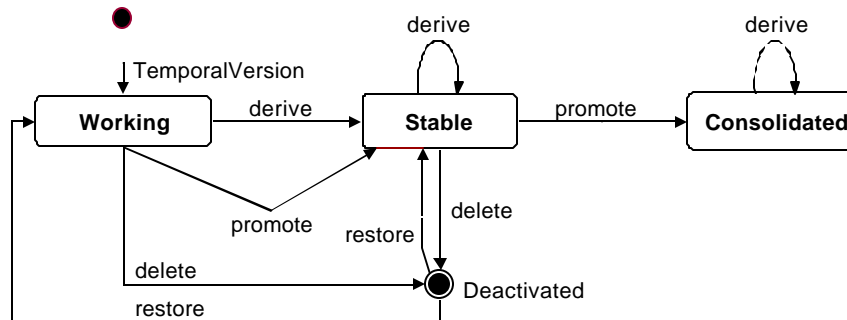 derive
derive
TemporalVersion
Working
derive
Stable
promote
Consolidated
promote
restore
delete
delete
Deactivated
restore